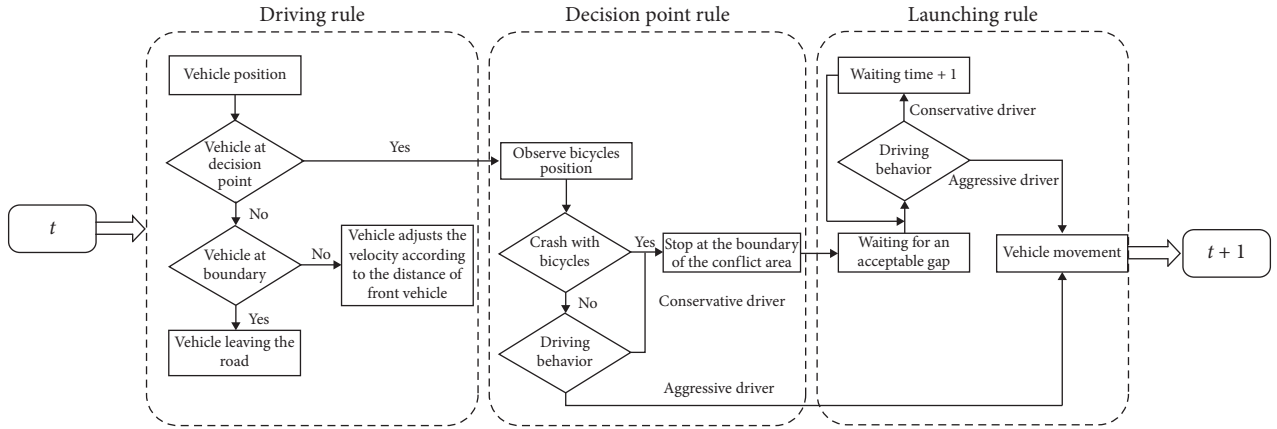 Driving rule
Decision point rule
Launching rule
t
Vehicle position
Vehicle at
decision
point
Yes
No
Vehicle at
boundary
No
Vehicle adjusts the
velocity according
to the distance of
front vehicle
Yes
Vehicle leaving the
road
Observe bicycles
position
Crash with
bicycles
Yes
No
Stop at the boundary
of the conflict area
Conservative driver
Driving
behavior
Aggressive driver
Waiting time + 1
Conservative driver
Driving
behavior
Aggressive driver
Waiting for an
acceptable gap
Vehicle movement
t + 1